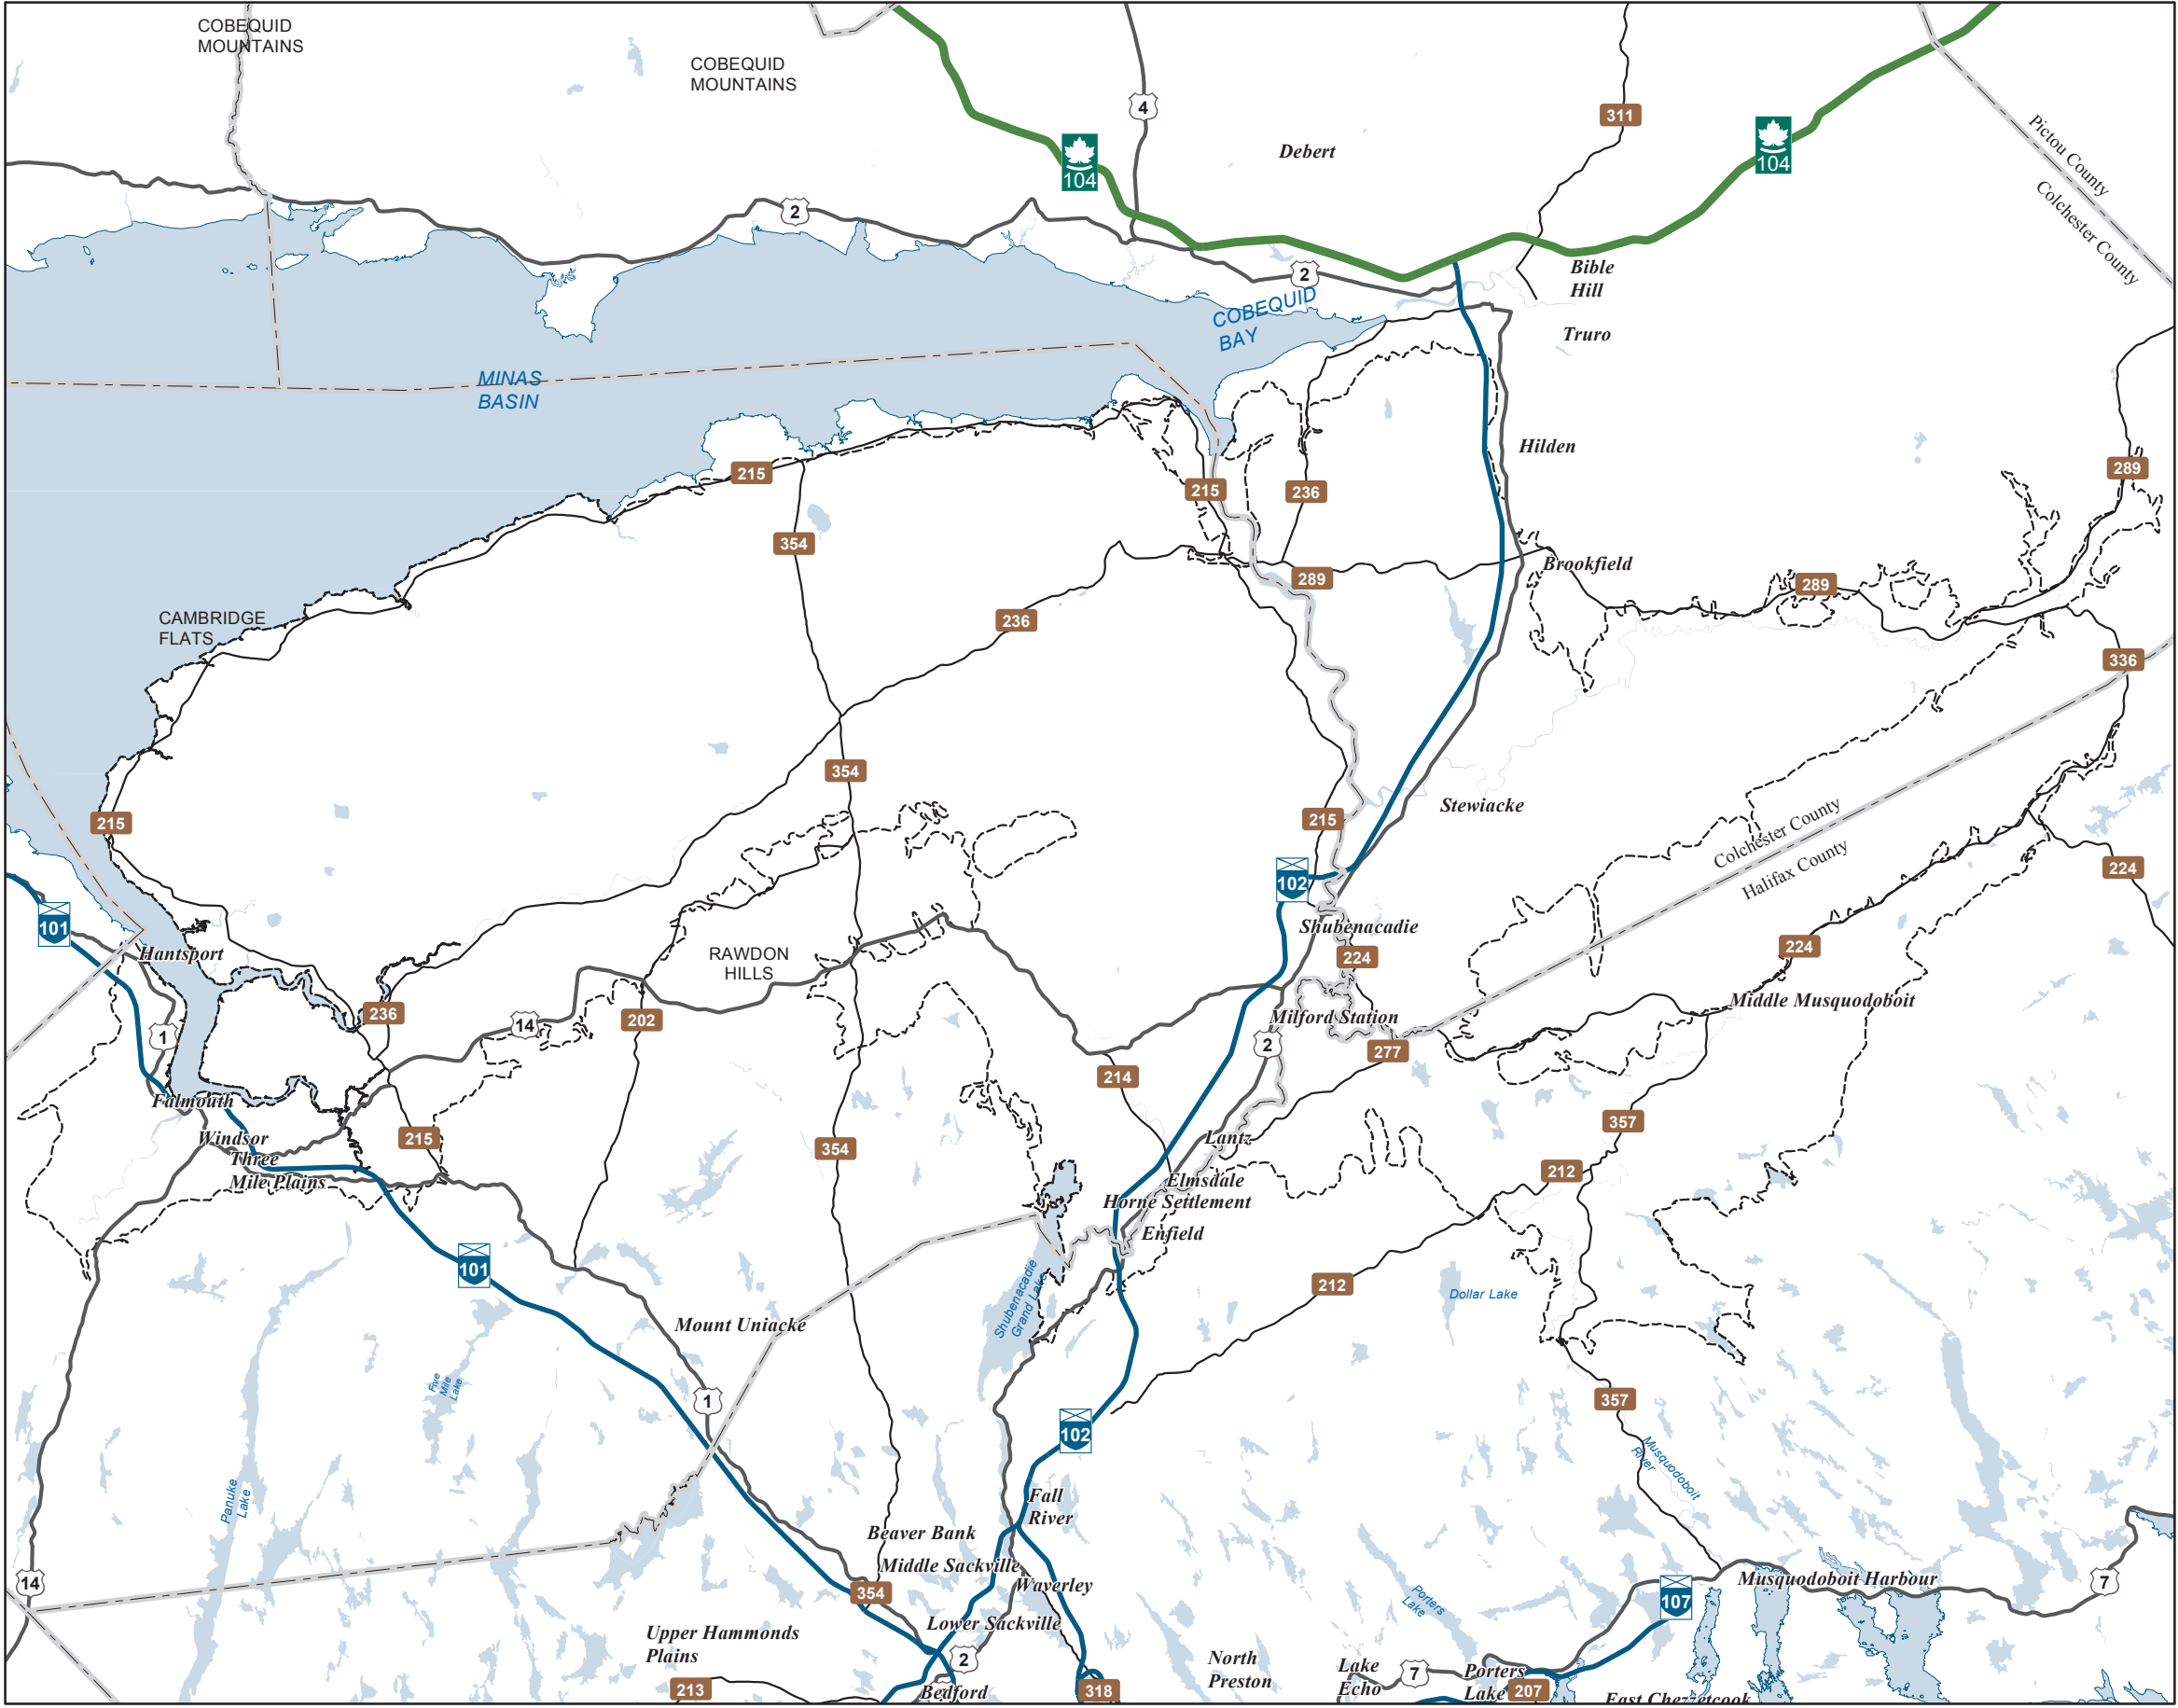 COBEQUID
MOUNTAINS
COBEQUID
MOUNTAINS
4
311
104
104
Debert
Pictou County
Colchester County
2
2
Bible
Hill
COBEQUID
BAY
Truro
MINAS
BASIN
Hilden
215
215
236
289
354
289
Brookfield
289
236
CAMBRIDGE
FLATS
336
354
215
215
Stewiacke
Colchester County
Halifax County
224
102
101
Hantsport
Shubenacadie
224
224
RAWDON
HILLS
236
14
202
Middle Musquodoboit
Milford Station
1
2
277
214
Falmouth
357
215
354
Windsor
Lantz
Three
Mile Plains
212
Elmsdale
Horne Settlement
Enfield
101
212
Dollar Lake
Shubenacadie
Grand Lake
Mount Uniacke
Five
Mile
Lake
1
357
102
Musquodoboit
River
Panuke
Lake
Fall
River
Beaver Bank
Middle Sackville
14
354
Waverley
Musquodoboit Harbour
7
107
Porters
Lake
Lower Sackville
Upper Hammonds
Plains
2
North
Preston
Lake
Echo
7
Porters
Lake
213
Bedford
318
207
East Chezzetcook